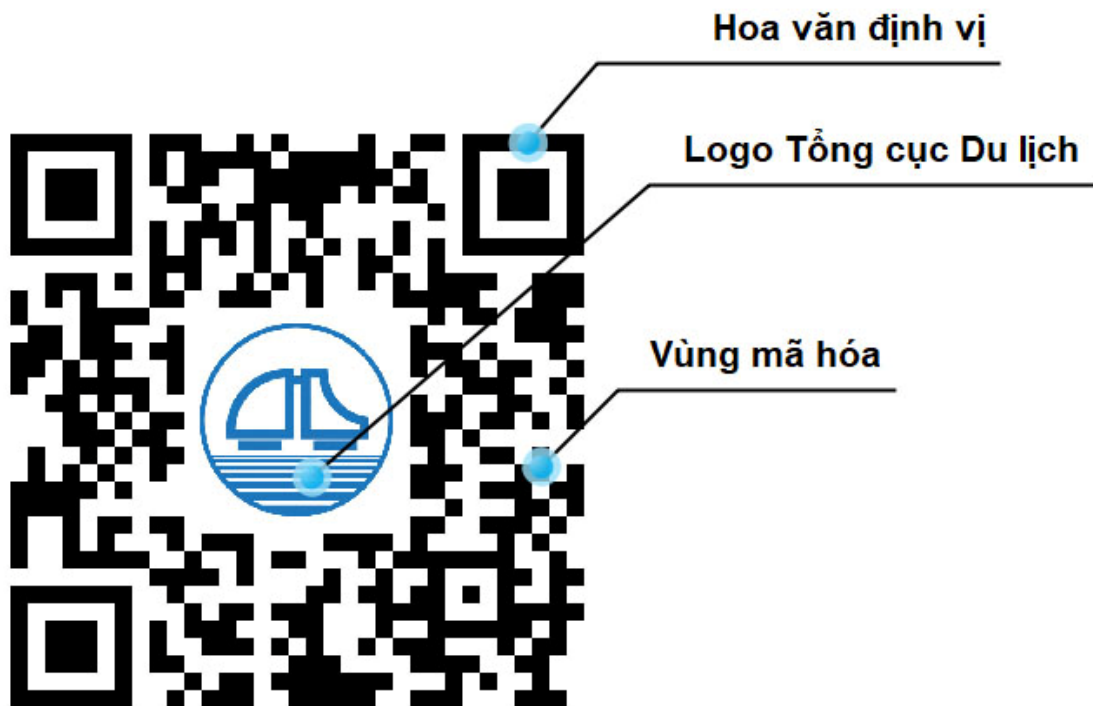 Hoa văn định vị
Logo Tổng cục Du lịch
Vùng mã hóa